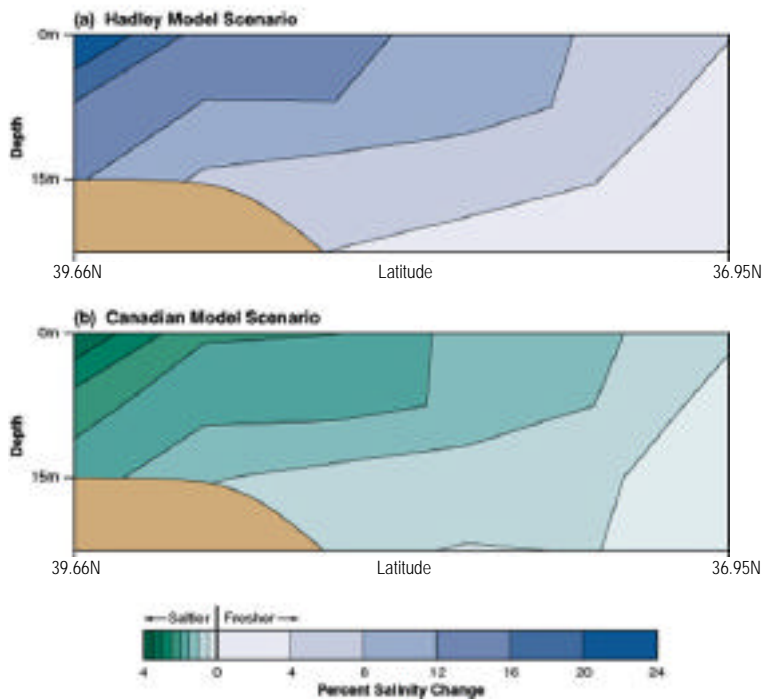 (a) Hadley Model Scenario
0m
Depth
15m
39.66N Latitude 36.95N
(b) Canadian Model Scenario
0m
Depth
15m
39.66N Latitude 36.95N
Saltier Fresher
4 0 4 8 12 16 20 24
Percent Salinity Change